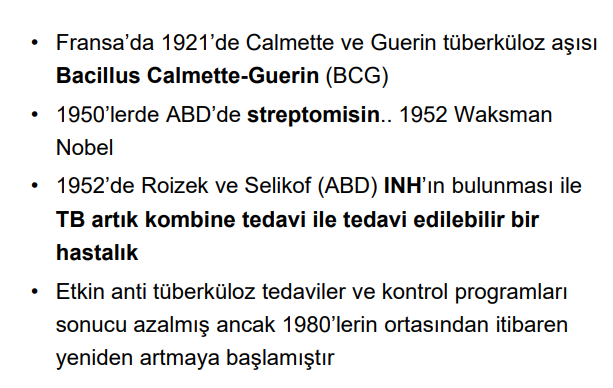 • Fransa’da 1921’de Calmette ve Guerin tüberküloz aşısı
Bacillus Calmette-Guerin (BCG)
• 1950’lerde ABD’de streptomisin.. 1952 Waksman
Nobel
• 1952’de Roizek ve Selikof (ABD) INH’ın bulunması ile
TB artık kombine tedavi ile tedavi edilebilir bir
hastalık
• Etkin anti tüberküloz tedaviler ve kontrol programları
sonucu azalmış ancak 1980’lerin ortasından itibaren
yeniden artmaya başlamıştır